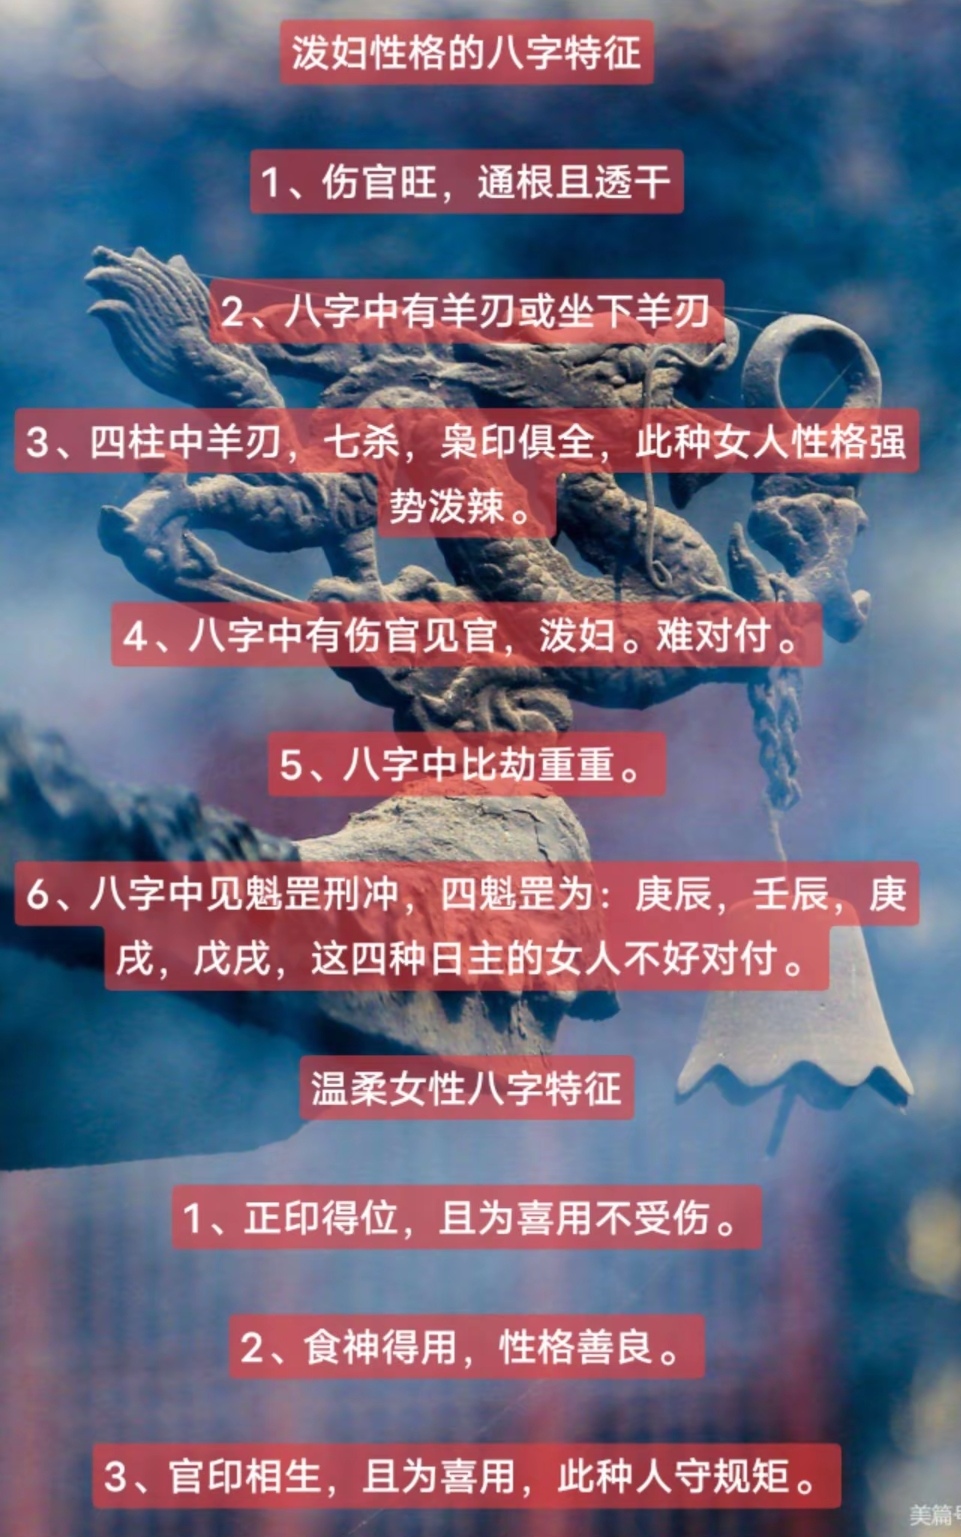 泼妇性格的八字特征
1、伤官旺，通根且透干
2、八字中有羊刃或坐下羊刃
3、四柱中羊刃，七杀，枭印俱全，此种女人性格强
势泼辣。
4、八字中有伤官见官，泼妇。难对付。
5、八字中比劫重重。
6、八字中见魁罡刑冲，四魁罡为：庚辰，壬辰，庚
戌，戊戌，这四种日主的女人不好对付。
温柔女性八字特征
1、正印得位，且为喜用不受伤。
2、食神得用，性格善良。
3、官印相生，且为喜用，此种人守规矩。
美篇号